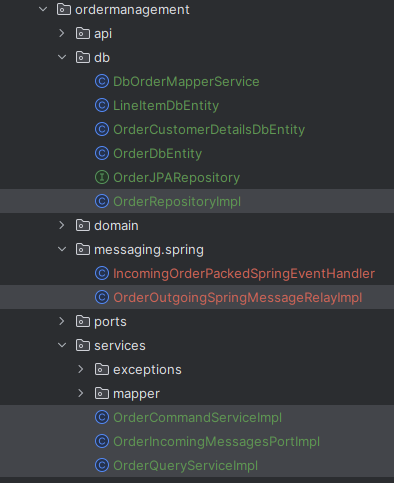 ordermanagement
api
db
C DbOrderMapperService
C LineItemDbEntity
C OrderCustomerDetailsDbEntity
C OrderDbEntity
I OrderJPARepository
C OrderRepositoryImpl
domain
messaging.spring
C IncomingOrderPackedSpringEventHandler
C OrderOutgoingSpringMessageRelayImpl
ports
services
exceptions
mapper
C OrderCommandServiceImpl
C OrderIncomingMessagesPortImpl
C OrderQueryServiceImpl